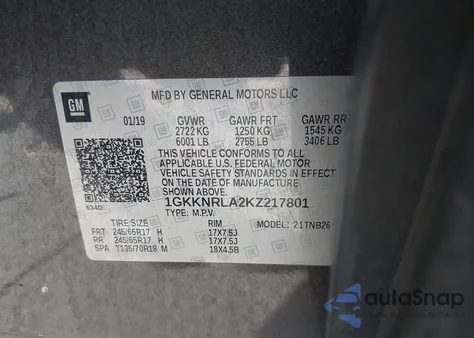 MFD BY GENERAL MOTORS LLC
GM 01/19 GVWR GAWR FRT GAWR RR
2722 KG 1250 KG 1545 KG
6001 LB 2755 LB 3406 LB
THIS VEHICLE CONFORMS TO ALL APPLICABLE
U.S. FEDERAL MOTOR
VEHICLE SAFETY STANDARDS IN EFFECT ON
THE DATE OF MANUFACTURE
SHOWN ABOVE.
1GKKNRLA2KZ217801
TYPE: M.P.V. MODEL: 21TNB26
634D
TIRE SIZE RIM
FRT 245/65R17 H 17X7.5J
RR 245/65R17 H 17X7.5J
SPA T135/70R18 M 18X4.5B
autoSnap